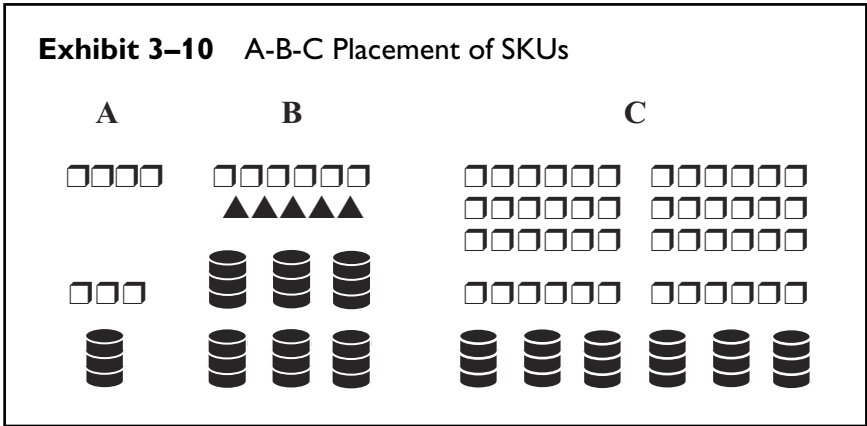 Exhibit 3–10 A-B-C Placement of SKUs
A B C